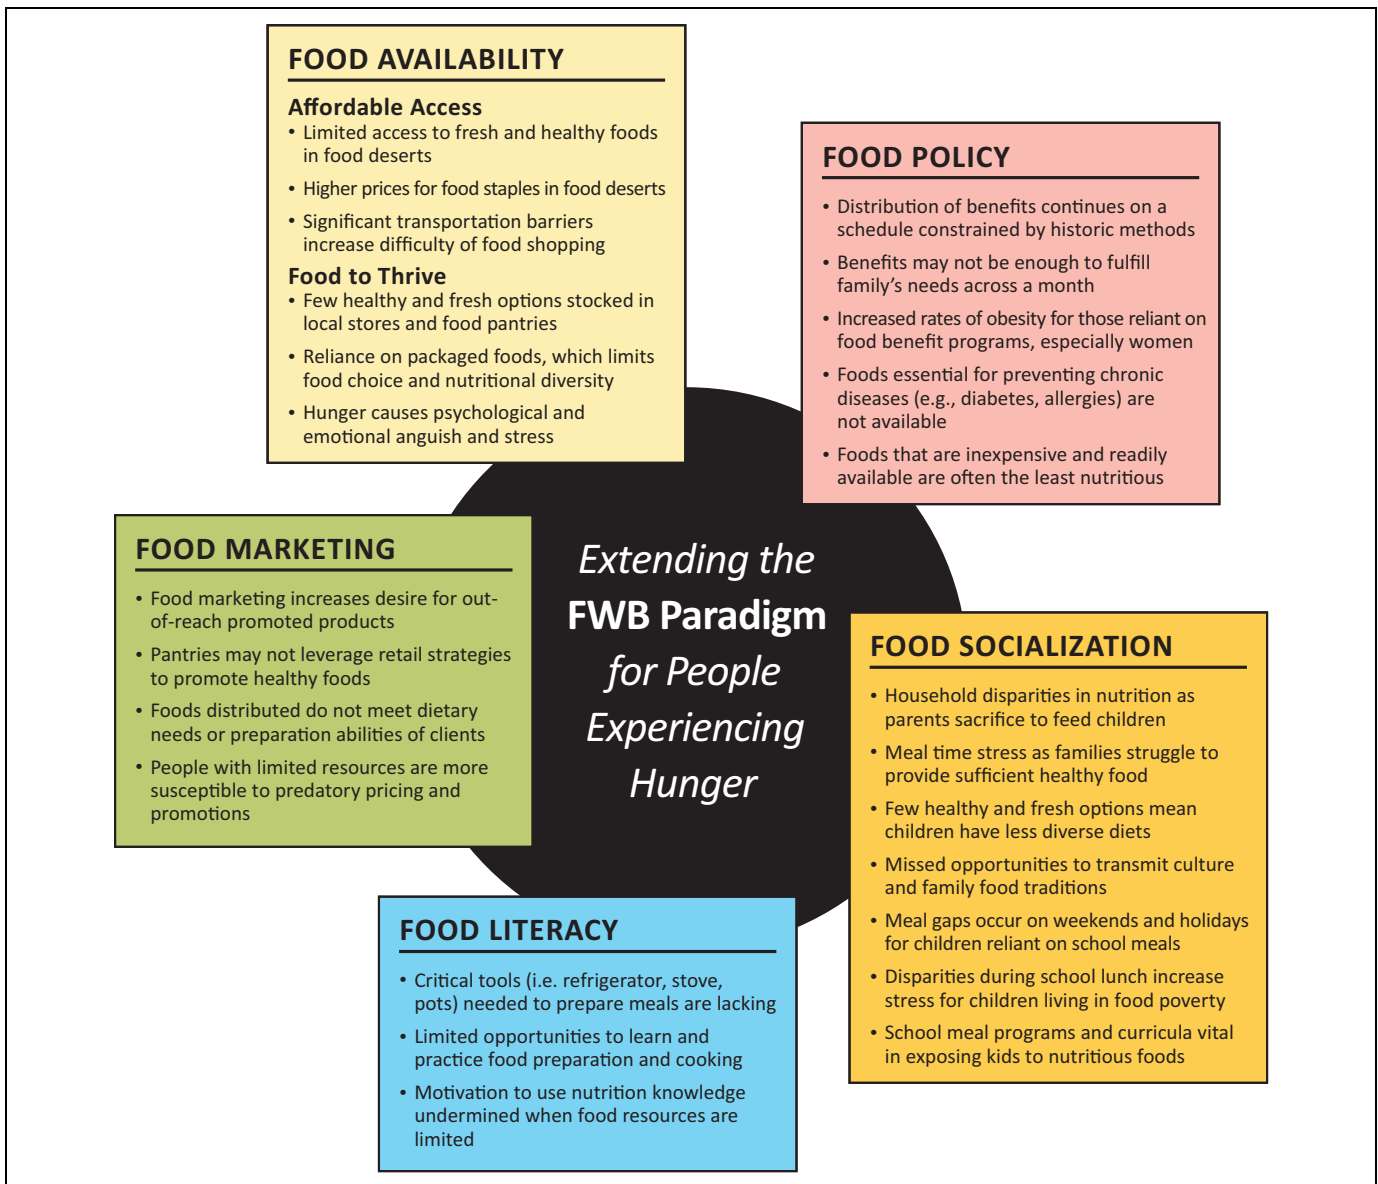 FOOD AVAILABILITY
Affordable Access
• Limited access to fresh and healthy foods
in food deserts
• Higher prices for food staples in food deserts
• Significant transportation barriers
increase difficulty of food shopping
Food to Thrive
• Few healthy and fresh options stocked in
local stores and food pantries
• Reliance on packaged foods, which limits
food choice and nutritional diversity
• Hunger causes psychological and
emotional anguish and stress
FOOD POLICY
• Distribution of benefits continues on a
schedule constrained by historic methods
• Benefits may not be enough to fulfill
family's needs across a month
• Increased rates of obesity for those reliant on
food benefit programs, especially women
• Foods essential for preventing chronic
diseases (e.g., diabetes, allergies) are
not available
• Foods that are inexpensive and readily
available are often the least nutritious
FOOD MARKETING
• Food marketing increases desire for out-
of-reach promoted products
• Pantries may not leverage retail strategies
to promote healthy foods
• Foods distributed do not meet dietary
needs or preparation abilities of clients
• People with limited resources are more
susceptible to predatory pricing and
promotions
Extending the
FWB Paradigm
for People
Experiencing
Hunger
FOOD SOCIALIZATION
• Household disparities in nutrition as
parents sacrifice to feed children
• Meal time stress as families struggle to
provide sufficient healthy food
• Few healthy and fresh options mean
children have less diverse diets
• Missed opportunities to transmit culture
and family food traditions
• Meal gaps occur on weekends and holidays
for children reliant on school meals
• Disparities during school lunch increase
stress for children living in food poverty
• School meal programs and curricula vital
in exposing kids to nutritious foods
FOOD LITERACY
• Critical tools (i.e. refrigerator, stove,
pots) needed to prepare meals are lacking
• Limited opportunities to learn and
practice food preparation and cooking
• Motivation to use nutrition knowledge
undermined when food resources are
limited